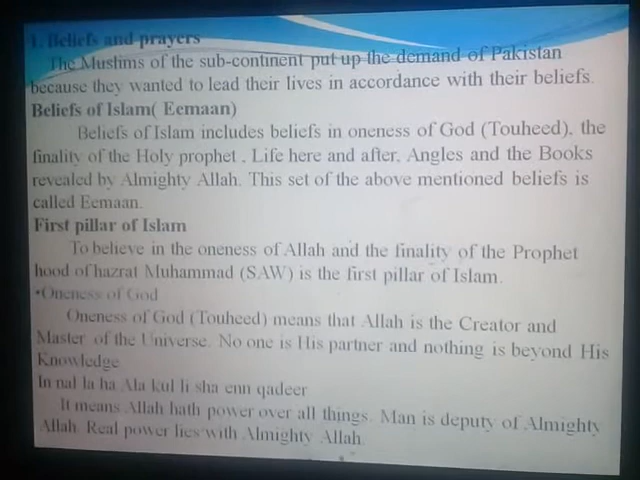 1. Beliefs and prayers
The Muslims of the sub-continent put up the demand of Pakistan
because they wanted to lead their lives in accordance with their beliefs.
Beliefs of Islam( Eemaan)
Beliefs of Islam includes beliefs in oneness of God (Touheed), the
finality of the Holy prophet . Life here and after. Angles and the Books
revealed by Almighty Allah. This set of the above mentioned beliefs is
called Eemaan.
First pillar of Islam
To believe in the oneness of Allah and the finality of the Prophet
hood of hazrat Muhammad (SAW) is the first pillar of Islam.
•Oneness of God
Oneness of God (Touheed) means that Allah is the Creator and
Master of the Universe. No one is His partner and nothing is beyond His
Knowledge
In nal la ha Ala kul li sha enn qadeer
It means Allah hath power over all things. Man is deputy of Almighty
Allah. Real power lies with Almighty Allah.